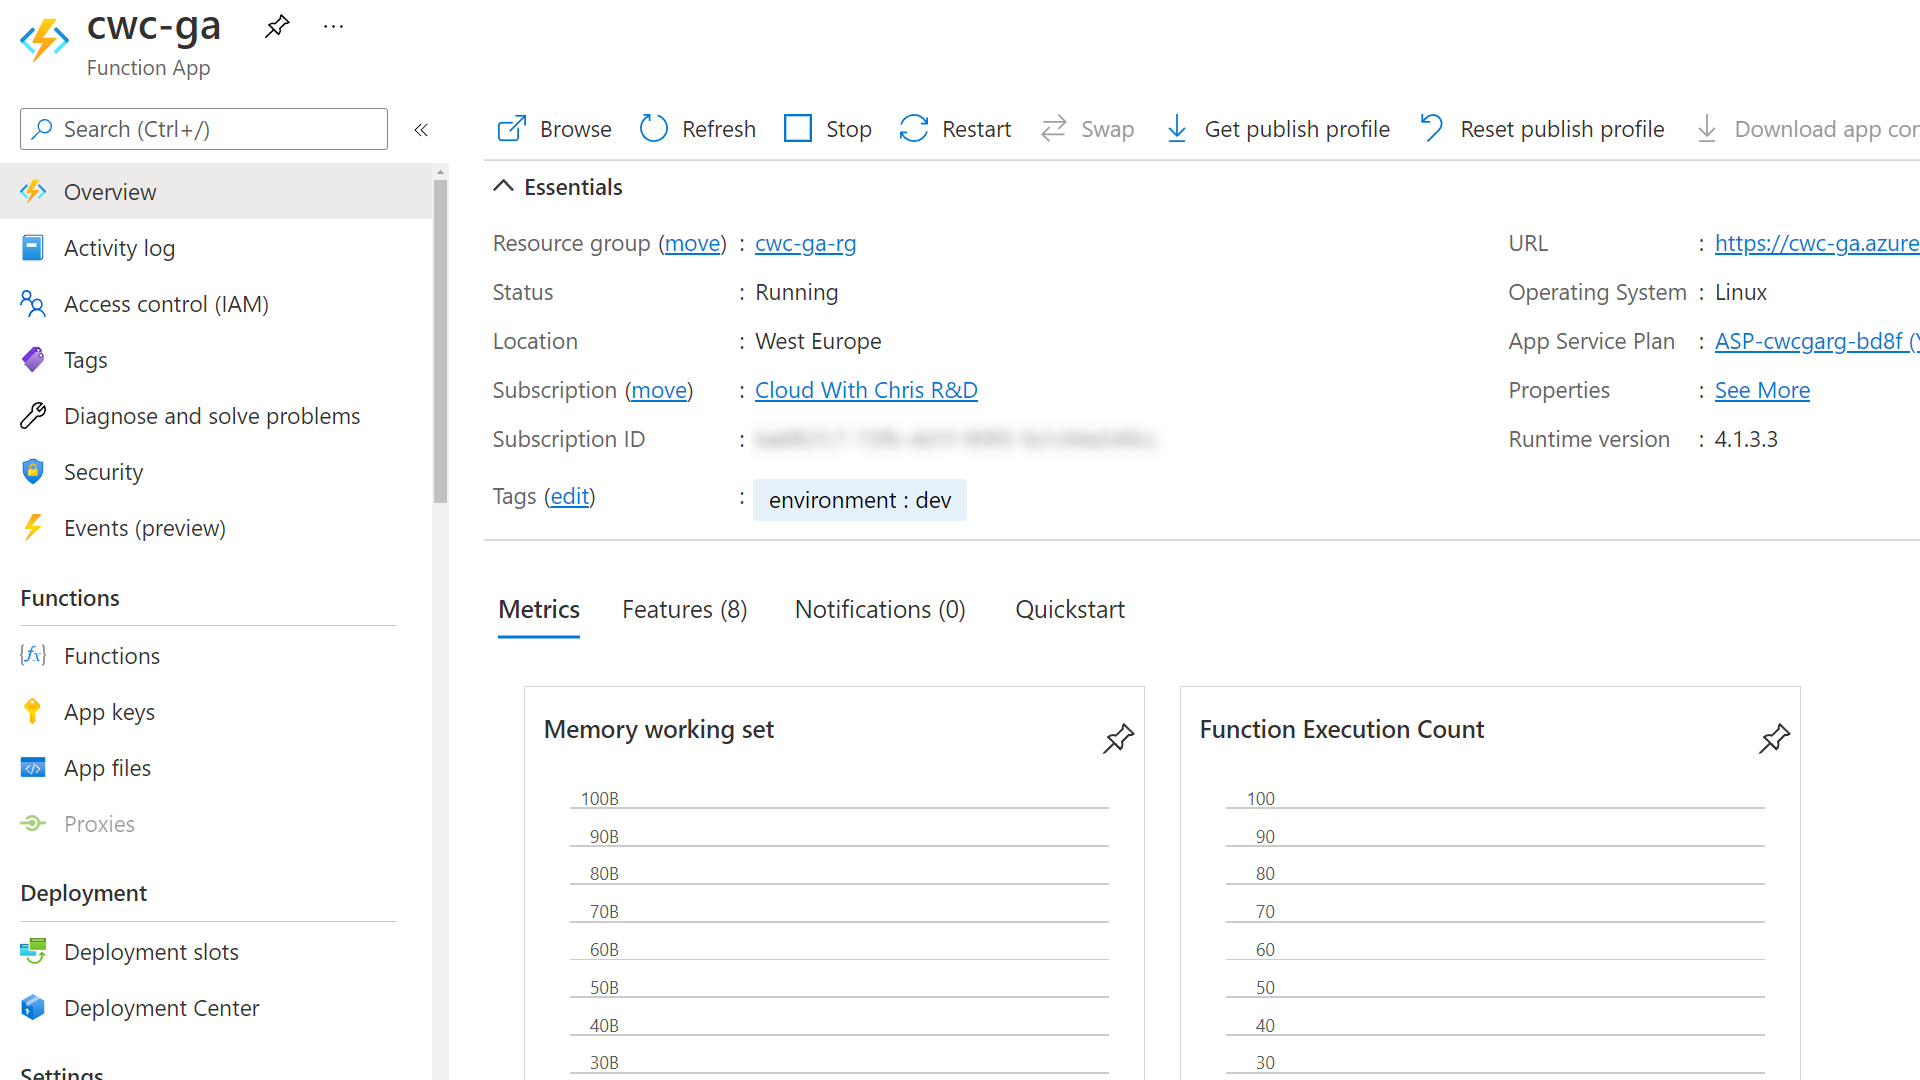 cwc-ga
Function App
Search (Ctrl+/)
Overview
Activity log
Access control (IAM)
Tags
Diagnose and solve problems
Security
Events (preview)
Functions
Functions
App keys
App files
Proxies
Deployment
Deployment slots
Deployment Center
Settings
Browse Refresh Stop Restart Swap Get publish profile Reset publish profile Download app con
Essentials
Resource group (move) : cwc-ga-rg
Status : Running
Location : West Europe
Subscription (move) : Cloud With Chris R&D
Subscription ID :
Tags (edit) : environment : dev
URL : https://cwc-ga.azure
Operating System : Linux
App Service Plan : ASP-cwcgarg-bd8f (Y
Properties : See More
Runtime version : 4.1.3.3
Metrics Features (8) Notifications (0) Quickstart
Memory working set
100B
90B
80B
70B
60B
50B
40B
30B
Function Execution Count
100
90
80
70
60
50
40
30